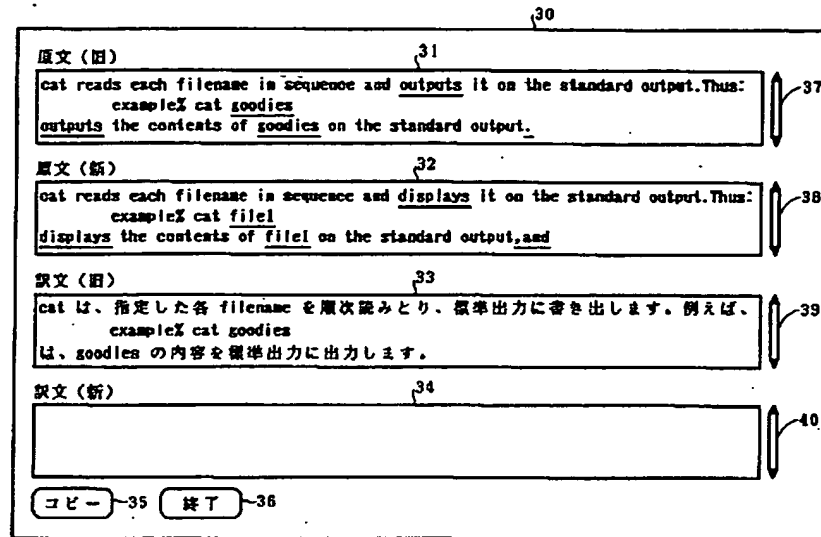 30
原文(旧)
31
cat reads each filename in sequence and outputs it on the standard output.Thus:
example% cat goodies
outputs the contents of goodies on the standard output.
37
原文(新)
32
cat reads each filename in sequence and displays it on the standard output.Thus:
example% cat file1
displays the contents of file1 on the standard output,and
38
訳文(旧)
33
cat は、指定した各 filename を順次読みとり、標準出力に書き出します。例えば、
example% cat goodies
は、goodies の内容を標準出力に出力します。
39
訳文(新)
34
40
コピー 35 終了 36